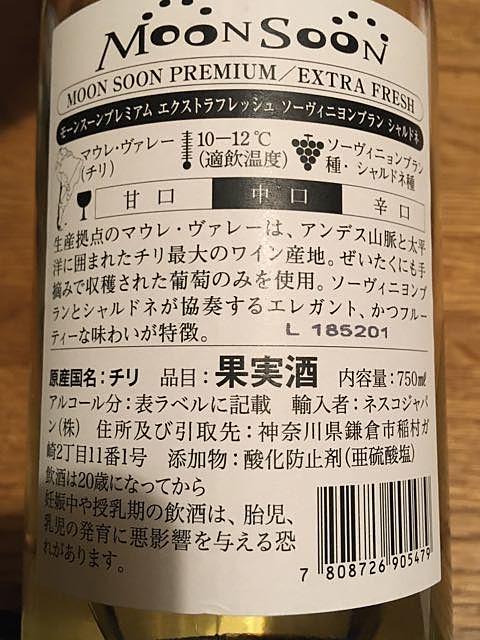 MOONSOON
MOON SOON PREMIUM／EXTRA FRESH
モーンスーンプレミアム エクストラフレッシュ ソーヴィニヨンブラン シャルドネ
マウレ・ヴァレー
(チリ)
10−12℃
(適飲温度)
ソーヴィニョンブラン
種・シャルドネ種
甘口 中口 辛口
生産拠点のマウレ・ヴァレーは、アンデス山脈と太平
洋に囲まれたチリ最大のワイン産地。ぜいたくにも手
摘みで収穫された葡萄のみを使用。ソーヴィニヨンブ
ランとシャルドネが協奏するエレガント、かつフルー
ティーな味わいが特徴。
L 185201
原産国名：チリ 品目：果実酒 内容量：750㎖
アルコール分：表ラベルに記載 輸入者：ネスコジャパ
ン(株) 住所及び引取先：神奈川県鎌倉市稲村ガ
崎2丁目11番1号 添加物：酸化防止剤(亜硫酸塩)
飲酒は20歳になってから
妊娠中や授乳期の飲酒は、胎児、
乳児の発育に悪影響を与える恐
れがあります。
7 808726 905479